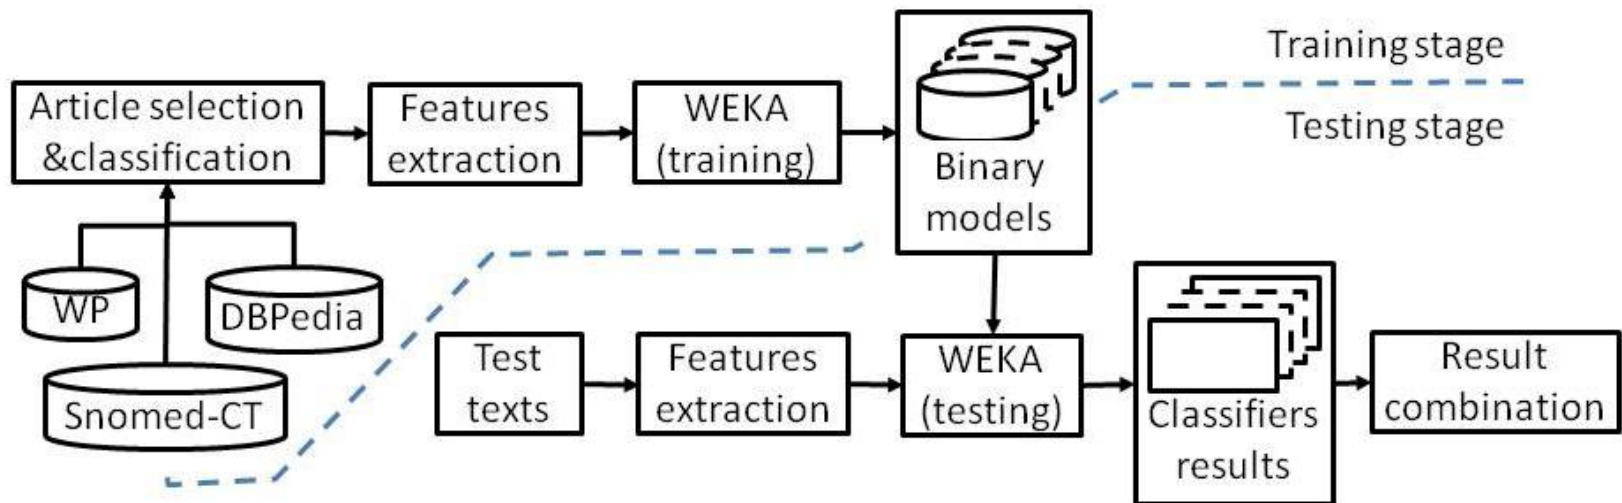 Training stage
Testing stage
Article selection
&classification
Features
extraction
WEKA
(training)
Binary
models
WP
DBPedia
Snomed-CT
Test
texts
Features
extraction
WEKA
(testing)
Classifiers
results
Result
combination